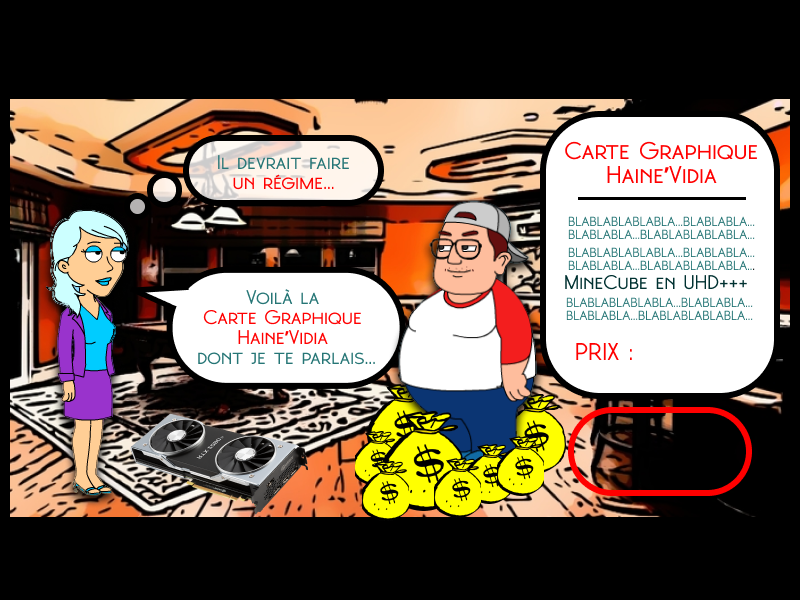 Il devrait faire
un régime...
Voilà la
Carte Graphique
Haine'Vidia
dont je te parlais...
Carte Graphique
Haine'Vidia
blablablablabla...blablabla...
blablabla...blablablablabla...
blablablablabla...blablabla...
blablabla...blablablablabla...
MineCube en UHD+++
blablablablabla...blablabla...
blablabla...blablablablabla...
PRIX :
$
$
$
$
$
$
$
$